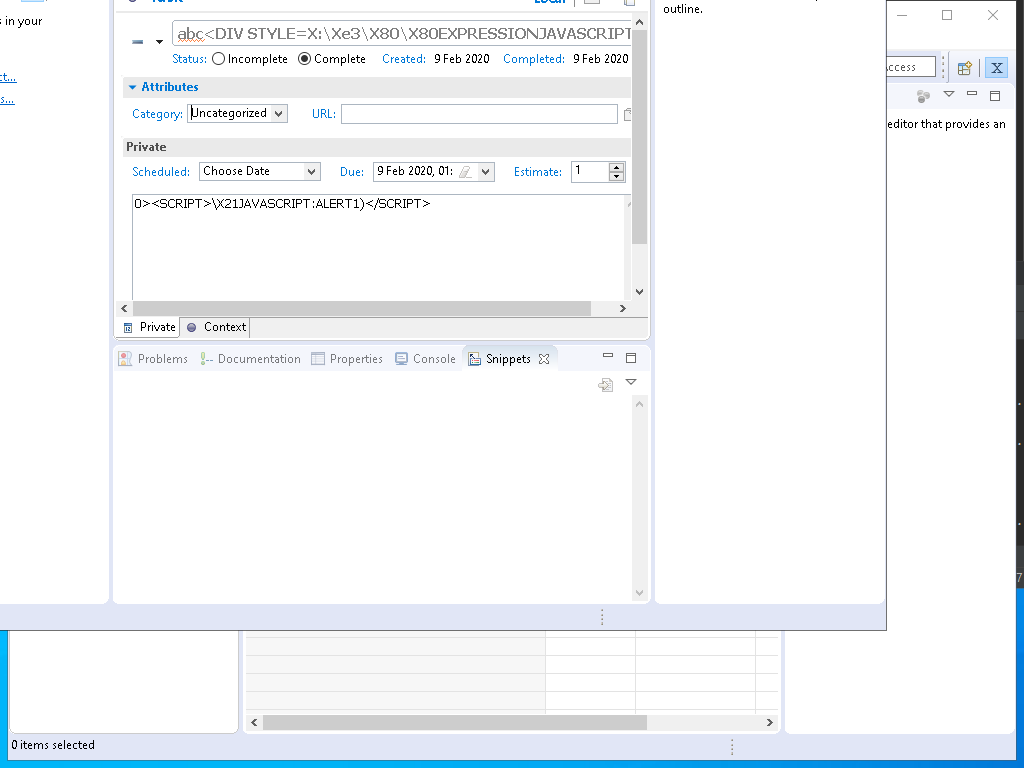 s in your
ct...
s...
outline.
abc<DIV STYLE=X:\Xe3\X80\X80EXPRESSIONJAVASCRIPT
Status: Incomplete Complete Created: 9 Feb 2020 Completed: 9 Feb 2020
Attributes
Category: Uncategorized URL:
Private
Scheduled: Choose Date Due: 9 Feb 2020, 01: Estimate: 1
0><SCRIPT>\X21JAVASCRIPT:ALERT1)</SCRIPT>
Private Context
Problems Documentation Properties Console Snippets
ccess
editor that provides an
0 items selected